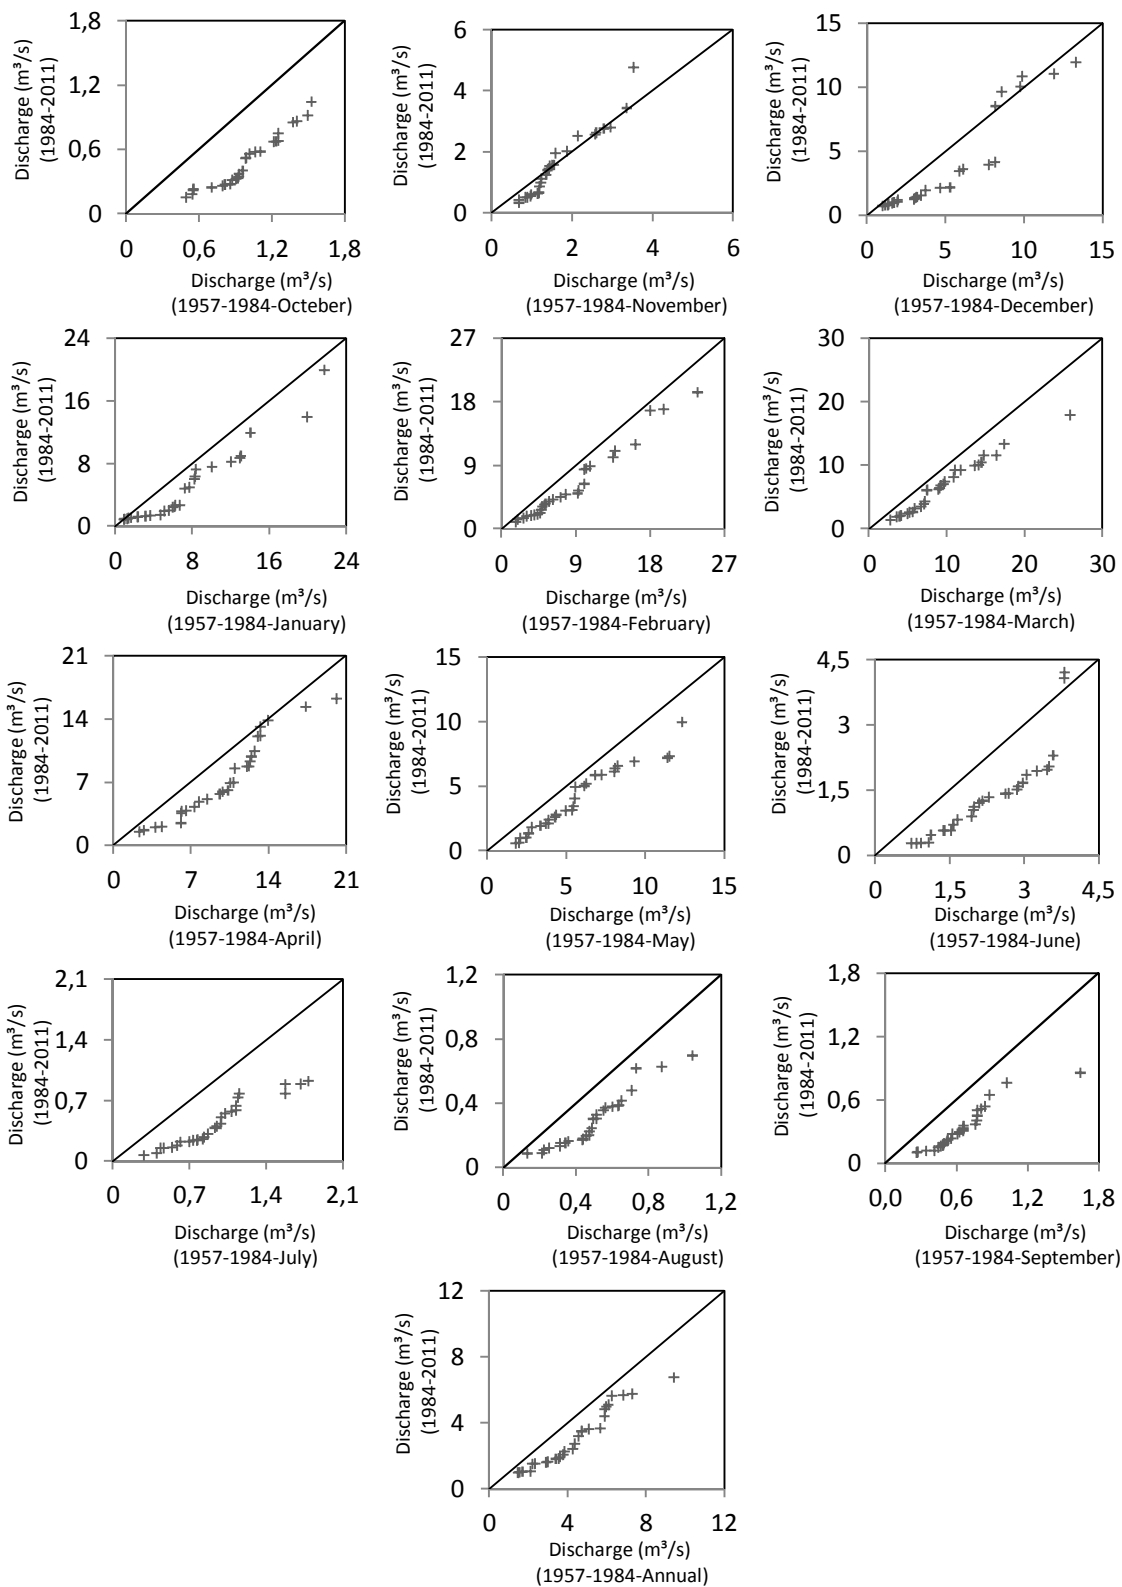 Discharge (m³/s)
(1984-2011)
1,8
1,2
0,6
0
0 0,6 1,2 1,8
Discharge (m³/s)
(1957-1984-Octeber)
Discharge (m³/s)
(1984-2011)
6
4
2
0
0 2 4 6
Discharge (m³/s)
(1957-1984-November)
Discharge (m³/s)
(1984-2011)
15
10
5
0
0 5 10 15
Discharge (m³/s)
(1957-1984-December)
Discharge (m³/s)
(1984-2011)
24
16
8
0
0 8 16 24
Discharge (m³/s)
(1957-1984-January)
Discharge (m³/s)
(1984-2011)
27
18
9
0
0 9 18 27
Discharge (m³/s)
(1957-1984-February)
Discharge (m³/s)
(1984-2011)
30
20
10
0
0 10 20 30
Discharge (m³/s)
(1957-1984-March)
Discharge (m³/s)
(1984-2011)
21
14
7
0
0 7 14 21
Discharge (m³/s)
(1957-1984-April)
Discharge (m³/s)
(1984-2011)
15
10
5
0
0 5 10 15
Discharge (m³/s)
(1957-1984-May)
Discharge (m³/s)
(1984-2011)
4,5
3
1,5
0
0 1,5 3 4,5
Discharge (m³/s)
(1957-1984-June)
Discharge (m³/s)
(1984-2011)
2,1
1,4
0,7
0
0 0,7 1,4 2,1
Discharge (m³/s)
(1957-1984-July)
Discharge (m³/s)
(1984-2011)
1,2
0,8
0,4
0
0 0,4 0,8 1,2
Discharge (m³/s)
(1957-1984-August)
Discharge (m³/s)
(1984-2011)
1,8
1,2
0,6
0
0,0 0,6 1,2 1,8
Discharge (m³/s)
(1957-1984-September)
Discharge (m³/s)
(1984-2011)
12
8
4
0
0 4 8 12
Discharge (m³/s)
(1957-1984-Annual)